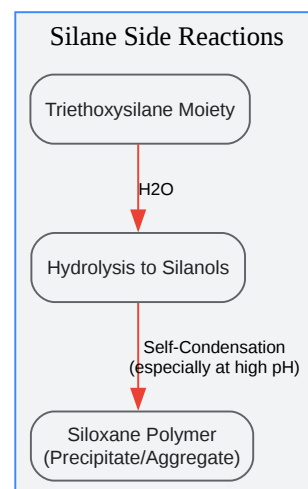 Silane Side Reactions
Triethoxysilane Moiety
H2O
Hydrolysis to Silanols
Self-Condensation
(especially at high pH)
Siloxane Polymer
(Precipitate/Aggregate)